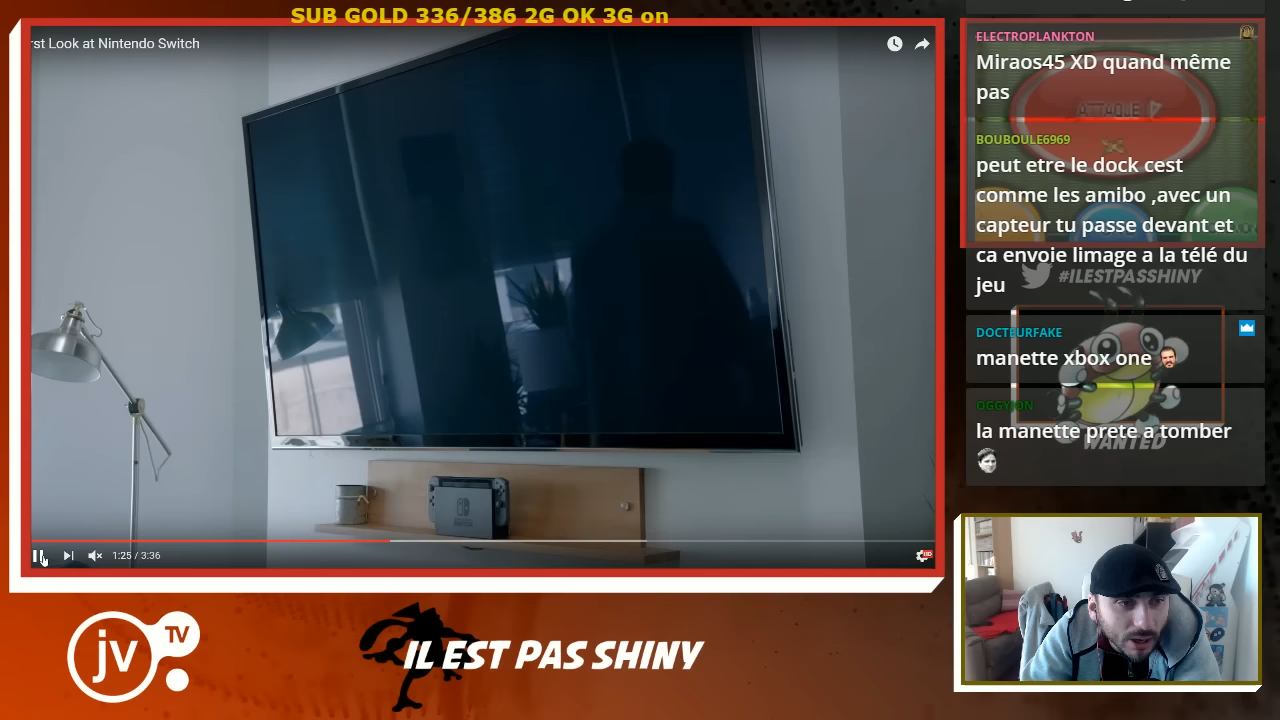 SUB GOLD 336/386 2G OK 3G on
rst Look at Nintendo Switch
1:25 / 3:36
HD
ELECTROPLANKTON
Miraos45 XD quand même
pas
ATTAQUE
BOUBOULE6969
peut etre le dock cest
comme les amibo ,avec un
capteur tu passe devant et
ca envoie limage a la télé du
jeu
#ILESTPASSHINY
DOCTEURFAKE
manette xbox one
OGGYJON
la manette prete a tomber
WANTED
jv TV
IL EST PAS SHINY